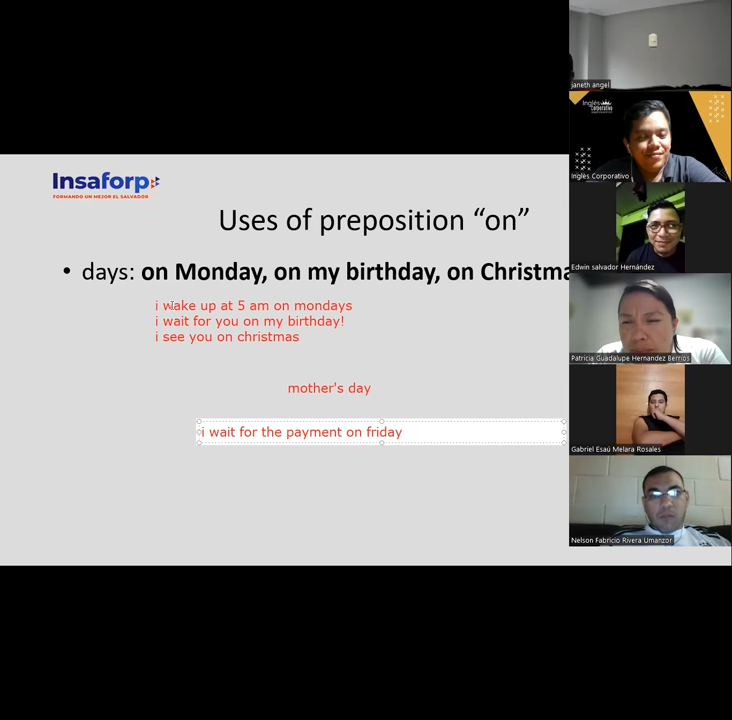 Insaforp
FORMANDO UN MEJOR EL SALVADOR
Uses of preposition “on”
• days: on Monday, on my birthday, on Christma
i wake up at 5 am on mondays
i wait for you on my birthday!
i see you on christmas
mother's day
i wait for the payment on friday
janeth angel
Inglés
Corporativo
Inglés Corporativo
Edwin salvador Hernández
Patricia Guadalupe Hernandez Berrios
Gabriel Esaú Melara Rosales
Nelson Fabricio Rivera Umanzor